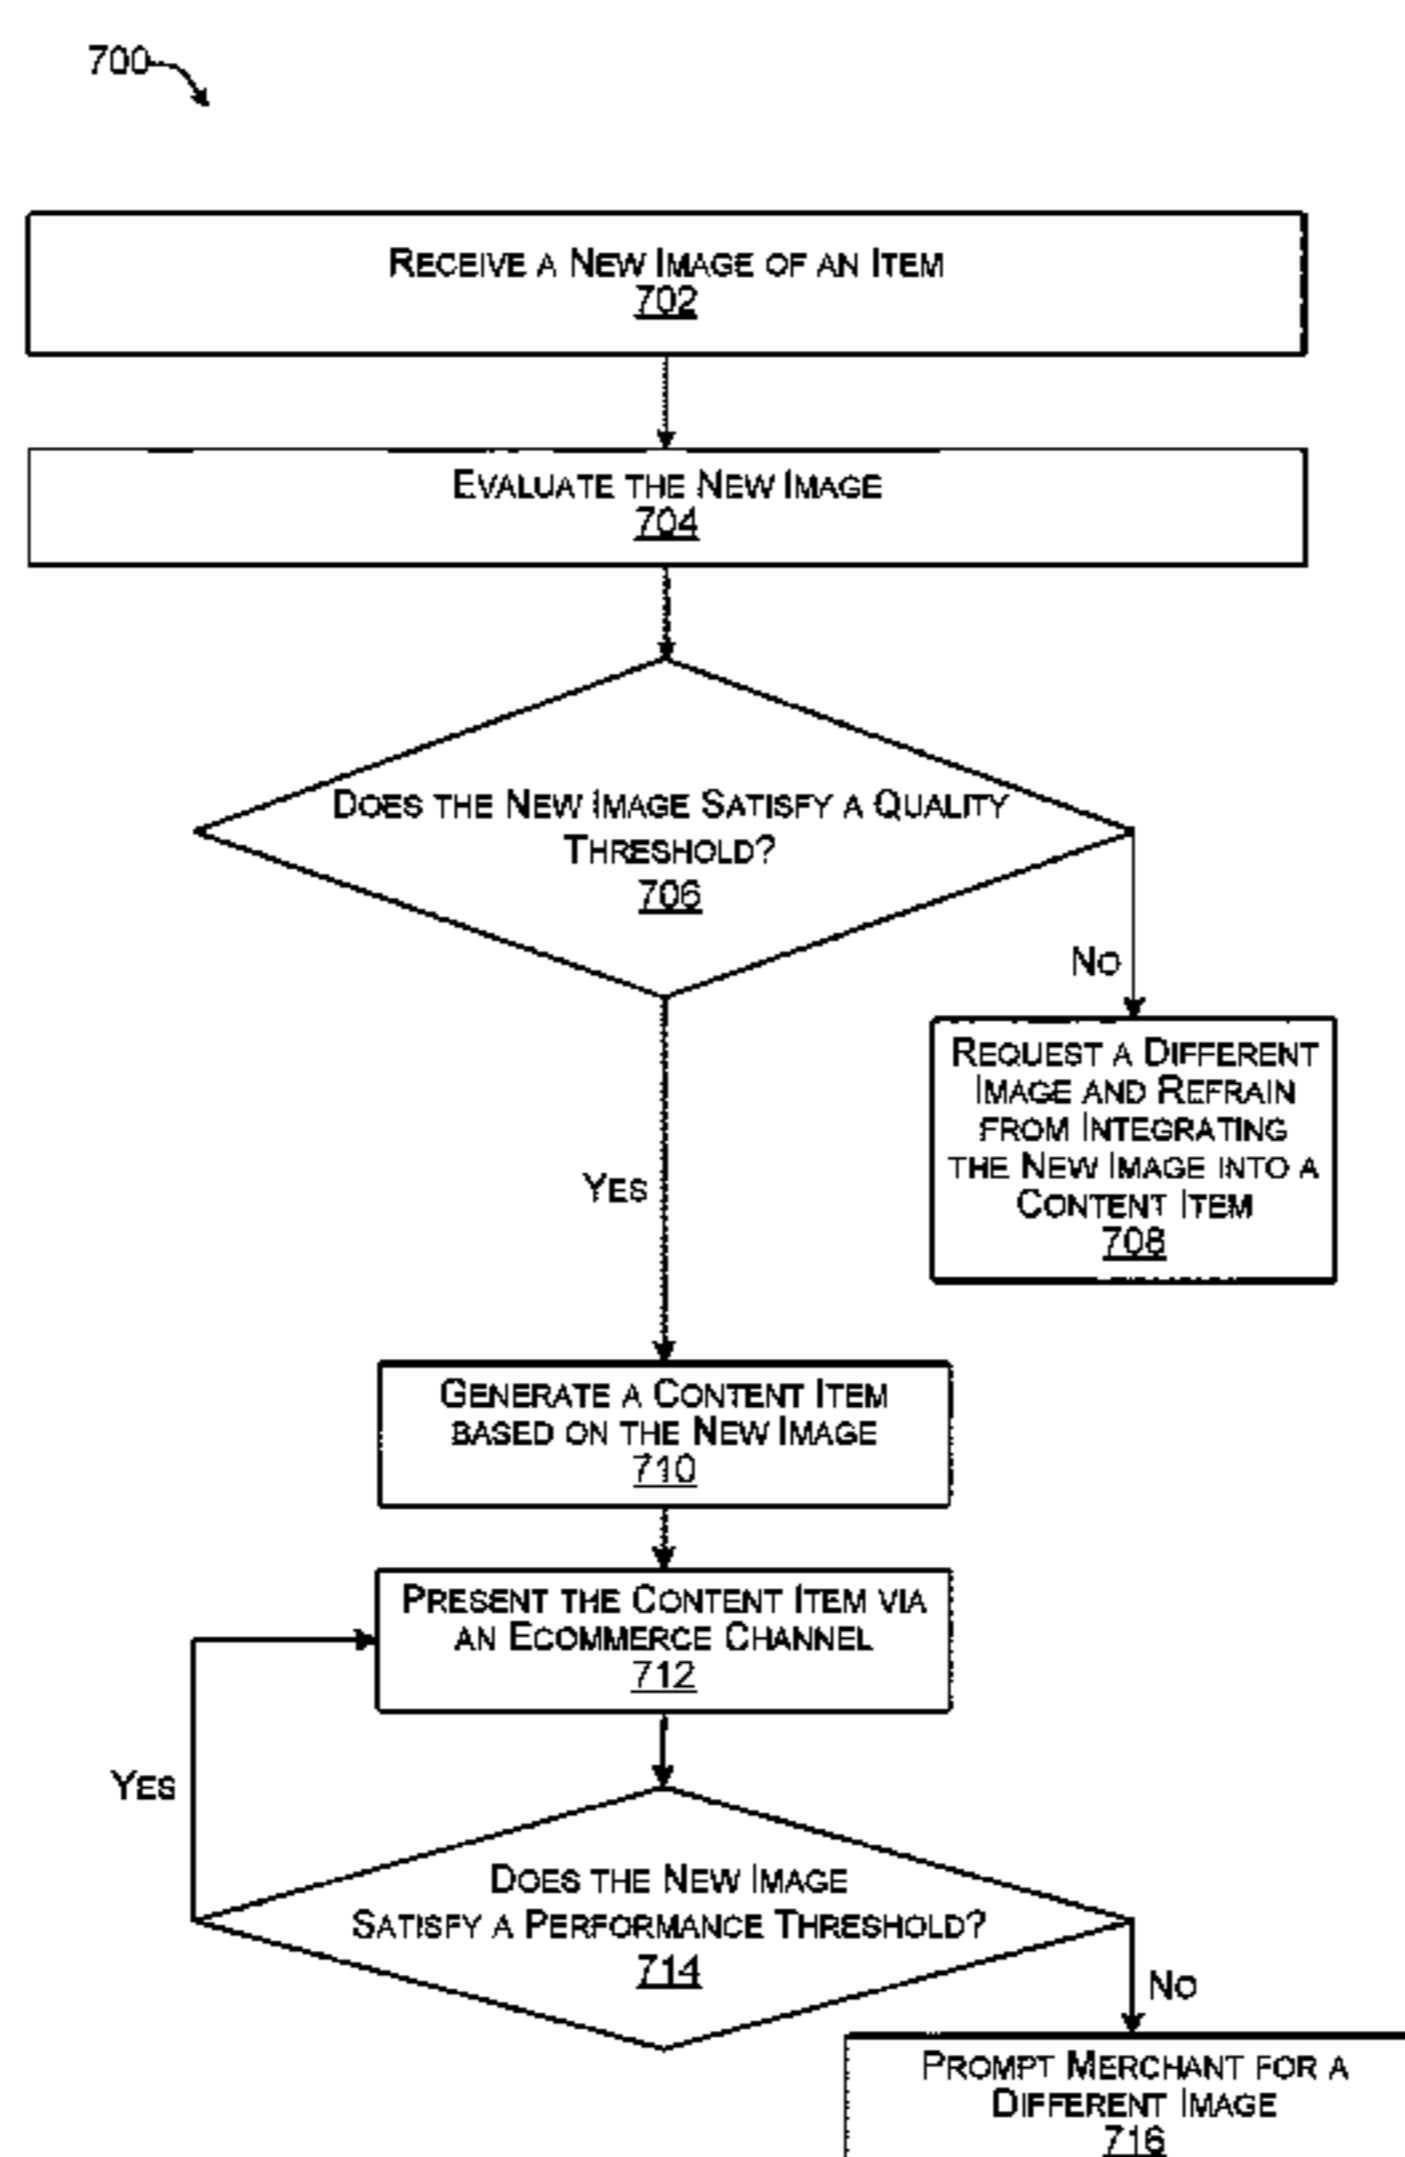 700
RECEIVE A NEW IMAGE OF AN ITEM
702
EVALUATE THE NEW IMAGE
704
DOES THE NEW IMAGE SATISFY A QUALITY
THRESHOLD?
706
NO
REQUEST A DIFFERENT
IMAGE AND REFRAIN
FROM INTEGRATING
THE NEW IMAGE INTO A
CONTENT ITEM
708
YES
GENERATE A CONTENT ITEM
BASED ON THE NEW IMAGE
710
PRESENT THE CONTENT ITEM VIA
AN ECOMMERCE CHANNEL
712
YES
DOES THE NEW IMAGE
SATISFY A PERFORMANCE THRESHOLD?
714
NO
PROMPT MERCHANT FOR A
DIFFERENT IMAGE
716